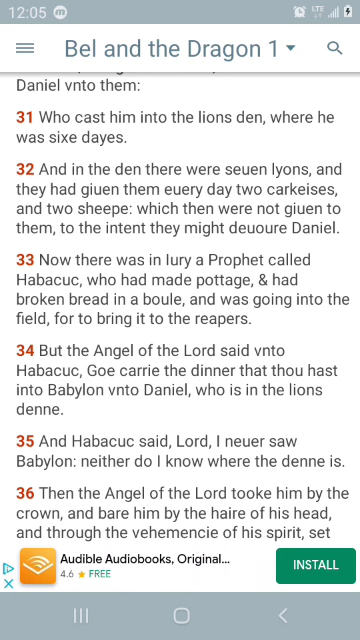 12:05
LTE
Bel and the Dragon 1
Daniel vnto them:
31 Who cast him into the lions den, where he
was sixe dayes.
32 And in the den there were seuen lyons, and
they had giuen them euery day two carkeises,
and two sheepe: which then were not giuen to
them, to the intent they might deuoure Daniel.
33 Now there was in Iury a Prophet called
Habacuc, who had made pottage, & had
broken bread in a boule, and was going into the
field, for to bring it to the reapers.
34 But the Angel of the Lord said vnto
Habacuc, Goe carrie the dinner that thou hast
into Babylon vnto Daniel, who is in the lions
denne.
35 And Habacuc said, Lord, I neuer saw
Babylon: neither do I know where the denne is.
36 Then the Angel of the Lord tooke him by the
crown, and bare him by the haire of his head,
and through the vehemencie of his spirit, set
Audible Audiobooks, Original...
4.6 ★ FREE
INSTALL